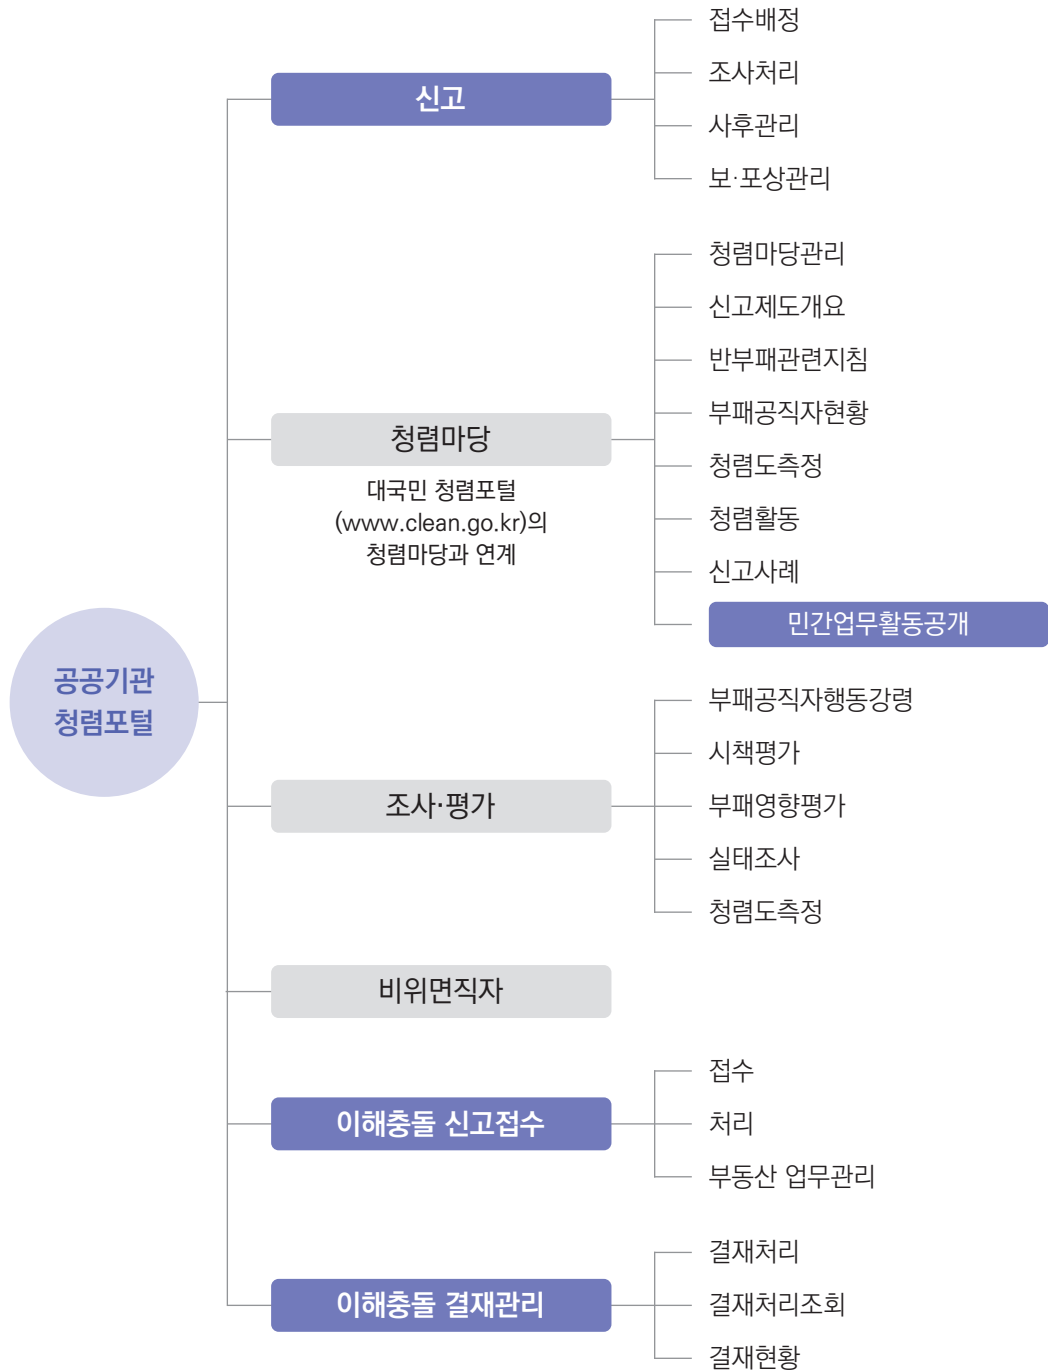 공공기관
청렴포털
신고
접수배정
조사처리
사후관리
보·포상관리
청렴마당
대국민 청렴포털
(www.clean.go.kr)의
청렴마당과 연계
청렴마당관리
신고제도개요
반부패관련지침
부패공직자현황
청렴도측정
청렴활동
신고사례
민간업무활동공개
조사·평가
부패공직자행동강령
시책평가
부패영향평가
실태조사
청렴도측정
비위면직자
이해충돌 신고접수
접수
처리
부동산 업무관리
이해충돌 결재관리
결재처리
결재처리조회
결재현황